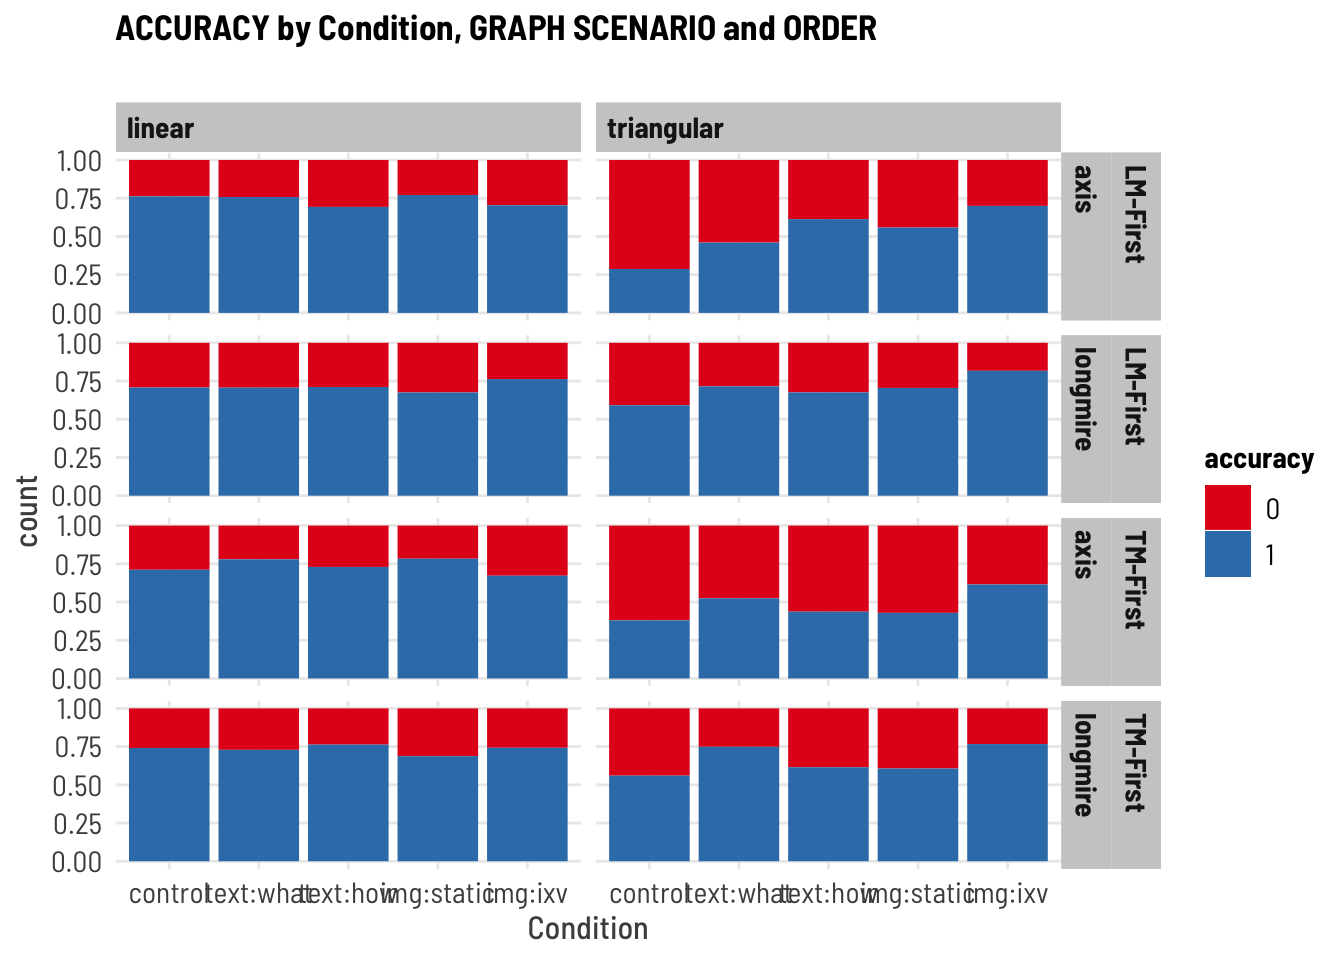 ACCURACY by Condition, GRAPH SCENARIO and ORDER
linear
triangular
1.00
0.75
0.50
0.25
0.00
axis
LM-First
1.00
0.75
0.50
0.25
0.00
longmire
LM-First
1.00
0.75
0.50
0.25
0.00
axis
TM-First
1.00
0.75
0.50
0.25
0.00
longmire
TM-First
count
control text:what text:how img:static img:ixv
control text:what text:how img:static img:ixv
Condition
accuracy
0
1